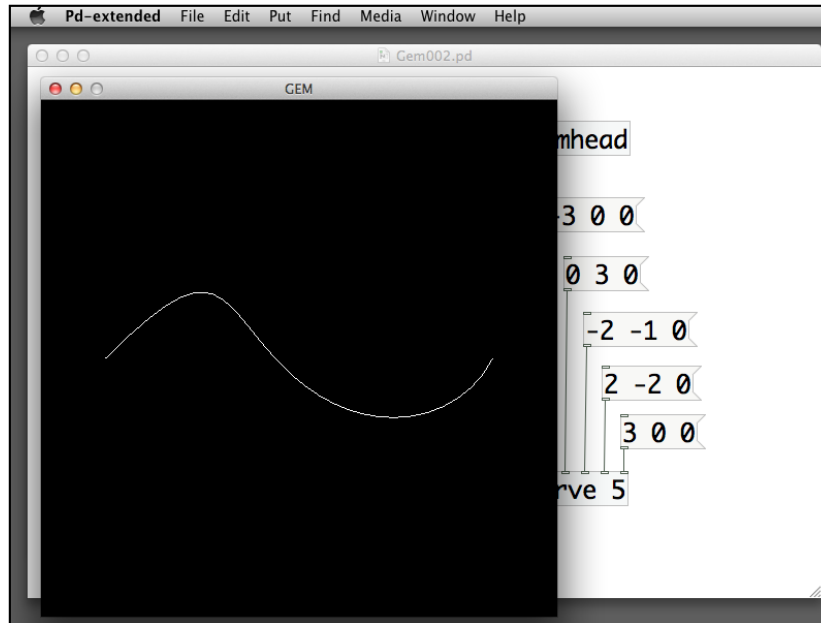 Pd-extended File Edit Put Find Media Window Help
Gem002.pd
GEM
mhead
-3 0 0
0 3 0
-2 -1 0
2 -2 0
3 0 0
rve 5